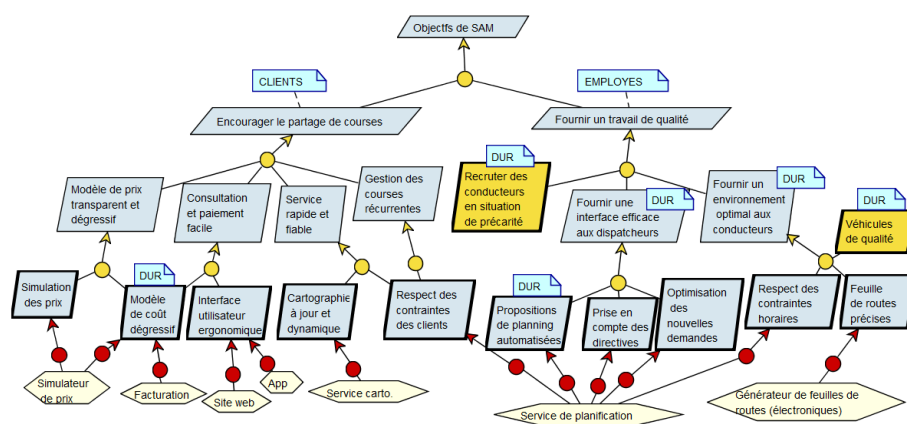 Objectfs de SAM
CLIENTS
EMPLOYES
Encourager le partage de courses
Fournir un travail de qualité
Modèle de prix
transparent et
dégressif
Consultation
et paiement
facile
Service
rapide et
fiable
Gestion des
courses
récurrentes
DUR
Recruter des
conducteurs
en situation
de précarité
DUR
Fournir une
interface efficace
aux dispatcheurs
DUR
Fournir un
environnement
optimal aux
conducteurs
DUR
Véhicules
de qualité
Simulation
des prix
DUR
Modèle
de coût
dégressif
Interface
utilisateur
ergonomique
Cartographie
à jour et
dynamique
Respect des
contraintes
des clients
DUR
Propositions
de planning
automatisées
Prise en
compte des
directives
Optimisation
des
nouvelles
demandes
Respect des
contraintes
horaires
Feuille
de routes
précises
Simulateur
de prix
Facturation
Site web
App
Service carto.
Service de planification
Générateur de feuilles de
routes (électroniques)